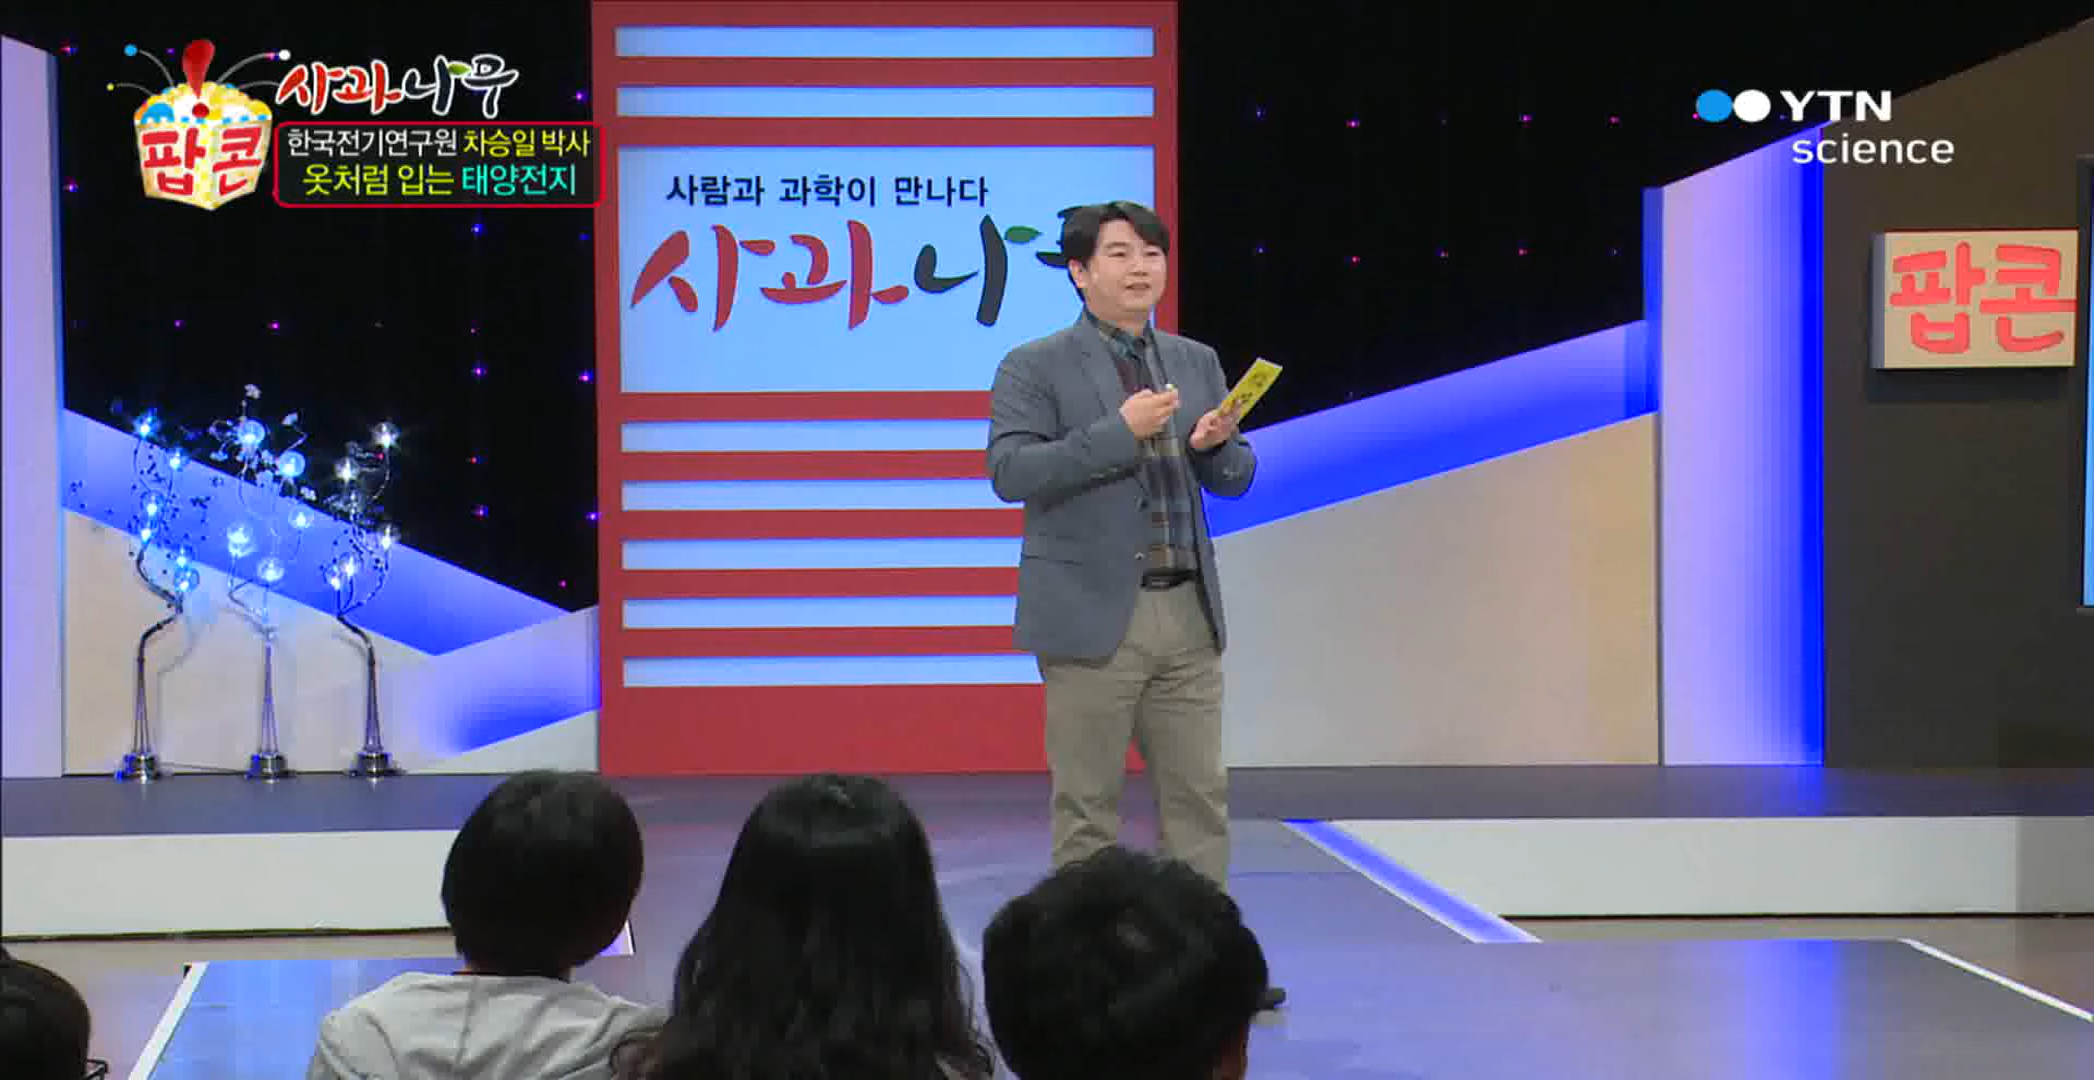 사과나무
팝콘
한국전기연구원 차승일 박사
옷처럼 입는 태양전지
YTN
science
사람과 과학이 만나다
사과나
팝콘